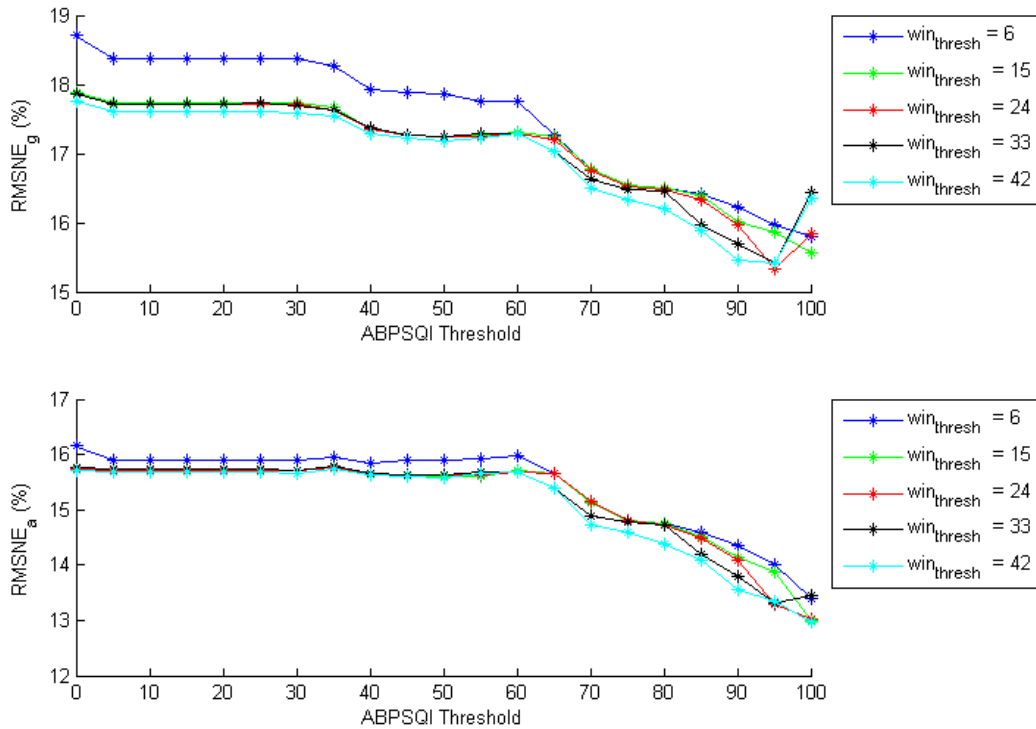 19
18
17
16
15
RMSNE_g (%)
0 10 20 30 40 50 60 70 80 90 100
ABPSQI Threshold
win_thresh = 6
win_thresh = 15
win_thresh = 24
win_thresh = 33
win_thresh = 42
17
16
15
14
13
12
RMSNE_a (%)
0 10 20 30 40 50 60 70 80 90 100
ABPSQI Threshold
win_thresh = 6
win_thresh = 15
win_thresh = 24
win_thresh = 33
win_thresh = 42